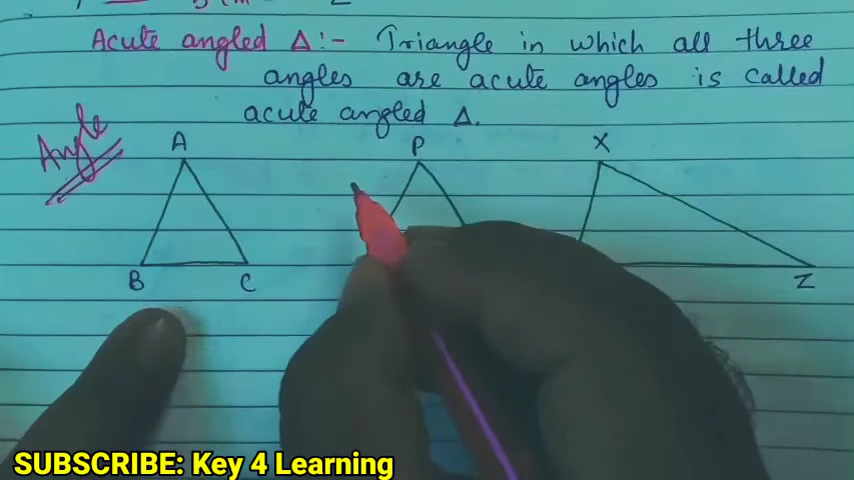 Acute angled Δ:- Triangle in which all three
angles are acute angles is called
acute angled Δ.
Angle
A
P
X
B
C
Z
SUBSCRIBE: Key 4 Learning